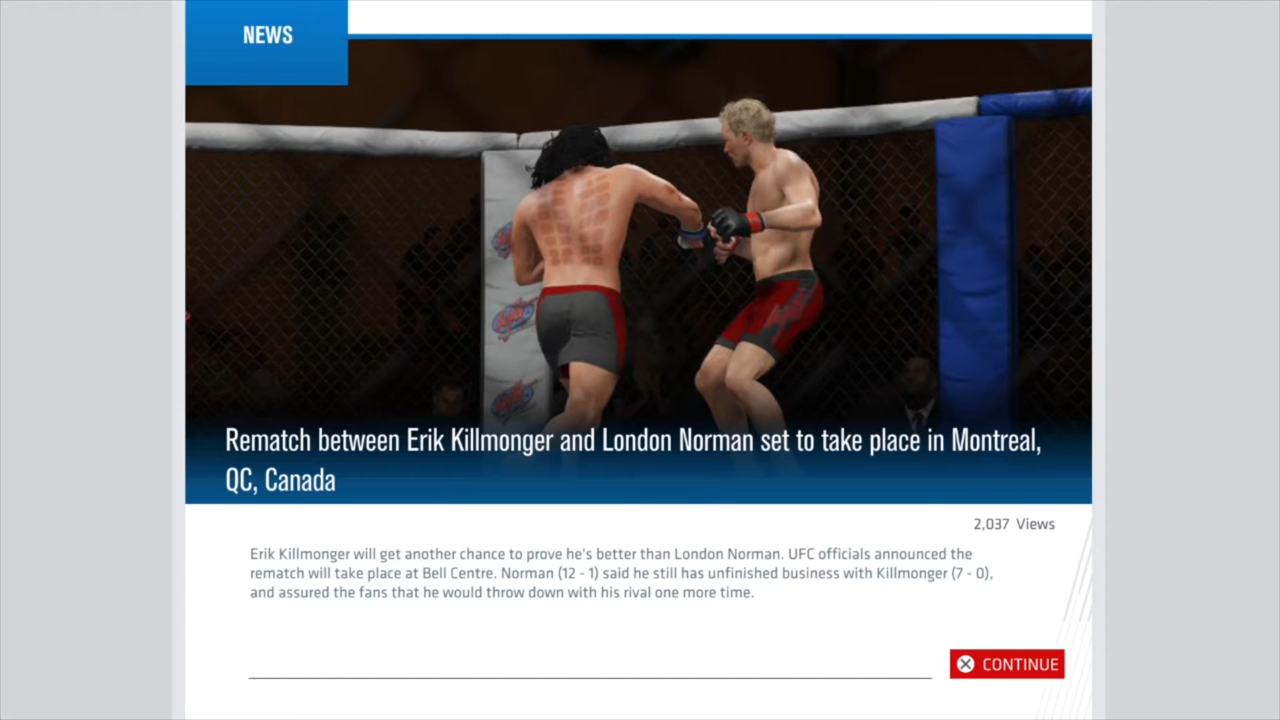 NEWS
Rematch between Erik Killmonger and London Norman set to take place in Montreal,
QC, Canada
2,037 Views
Erik Killmonger will get another chance to prove he's better than London Norman. UFC officials announced the
rematch will take place at Bell Centre. Norman (12 - 1) said he still has unfinished business with Killmonger (7 - 0),
and assured the fans that he would throw down with his rival one more time.
CONTINUE